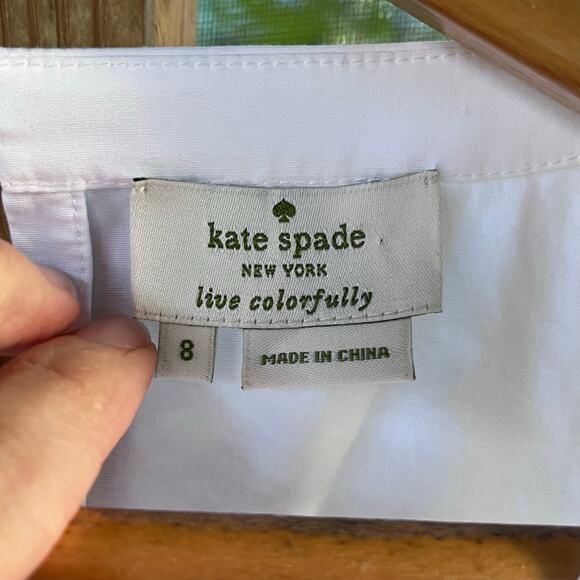 kate spade
NEW YORK
live colorfully
8
MADE IN CHINA